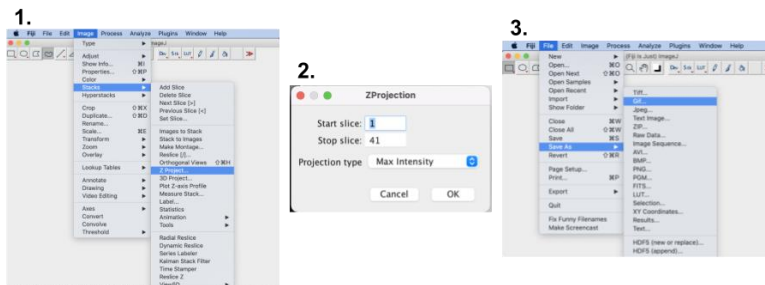 1.
Fiji File Edit Image Process Analyze Plugins Window Help
Type
Adjust
Show Info... ⌘I
Properties... ⇧⌘P
Color
Stacks
Hyperstacks
Crop ⇧⌘X
Duplicate... ⇧⌘D
Rename...
Scale... ⌘E
Transform
Zoom
Overlay
Lookup Tables
Annotate
Drawing
Video Editing
Axes
Convert
Convolve
Threshold
Add Slice
Delete Slice
Next Slice [>]
Previous Slice [<]
Set Slice...
Images to Stack
Stack to Images
Make Montage...
Reslice [/]...
Orthogonal Views ⇧⌘H
Z Project...
3D Project...
Plot Z-axis Profile
Measure Stack...
Label...
Statistics
Animation
Tools
Radial Reslice
Dynamic Reslice
Series Labeler
Kalman Stack Filter
Time Stamper
Reslice Z
2.
ZProjection
Start slice: 1
Stop slice: 41
Projection type Max Intensity
Cancel OK
3.
Fiji File Edit Image Process Analyze Plugins Window Help
(Fiji Is Just) ImageJ
New
Open... ⌘O
Open Next ⇧⌘O
Open Samples
Open Recent
Import
Show Folder
Close ⌘W
Close All ⇧⌘W
Save ⌘S
Save As
Revert ⇧⌘R
Page Setup...
Print... ⌘P
Export
Quit
Fix Funny Filenames
Make Screencast
Tiff...
Gif...
Jpeg...
Text Image...
ZIP...
Raw Data...
Image Sequence...
AVI...
BMP...
PNG...
PGM...
FITS...
LUT...
Selection...
XY Coordinates...
Results...
Text...
HDF5 (new or replace)...
HDF5 (append)...